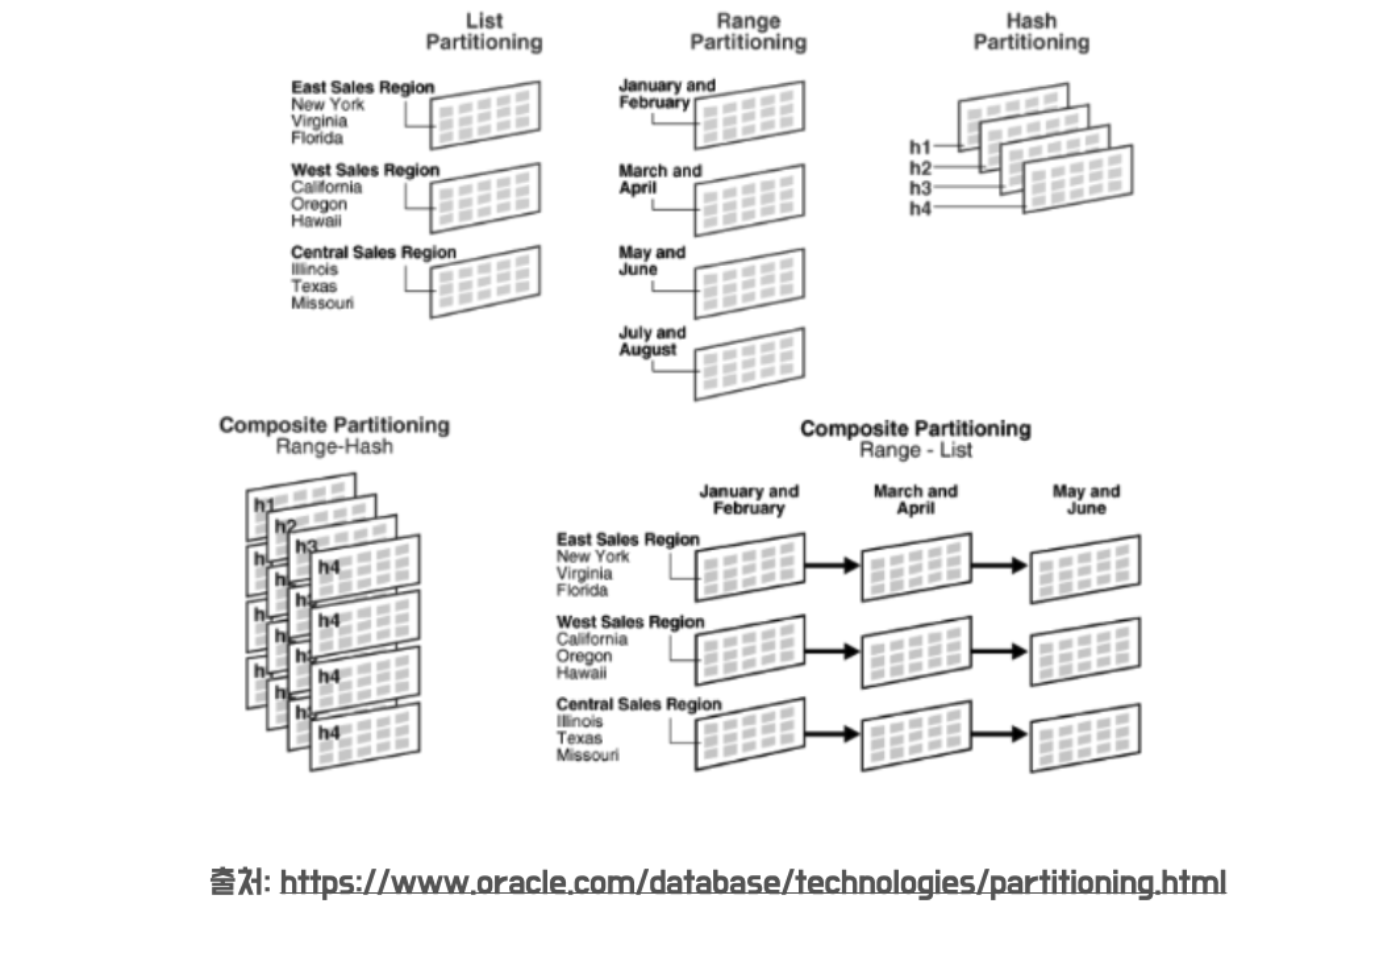 List
Partitioning
East Sales Region
New York
Virginia
Florida
West Sales Region
California
Oregon
Hawaii
Central Sales Region
Illinois
Texas
Missouri
Range
Partitioning
January and
February
March and
April
May and
June
July and
August
Hash
Partitioning
h1
h2
h3
h4
Composite Partitioning
Range-Hash
h1
h2
h3
h4
h
h
h
h4
h
h
h
h4
h
h
h
h4
Composite Partitioning
Range - List
January and
February
March and
April
May and
June
East Sales Region
New York
Virginia
Florida
West Sales Region
California
Oregon
Hawaii
Central Sales Region
Illinois
Texas
Missouri
출처: https://www.oracle.com/database/technologies/partitioning.html